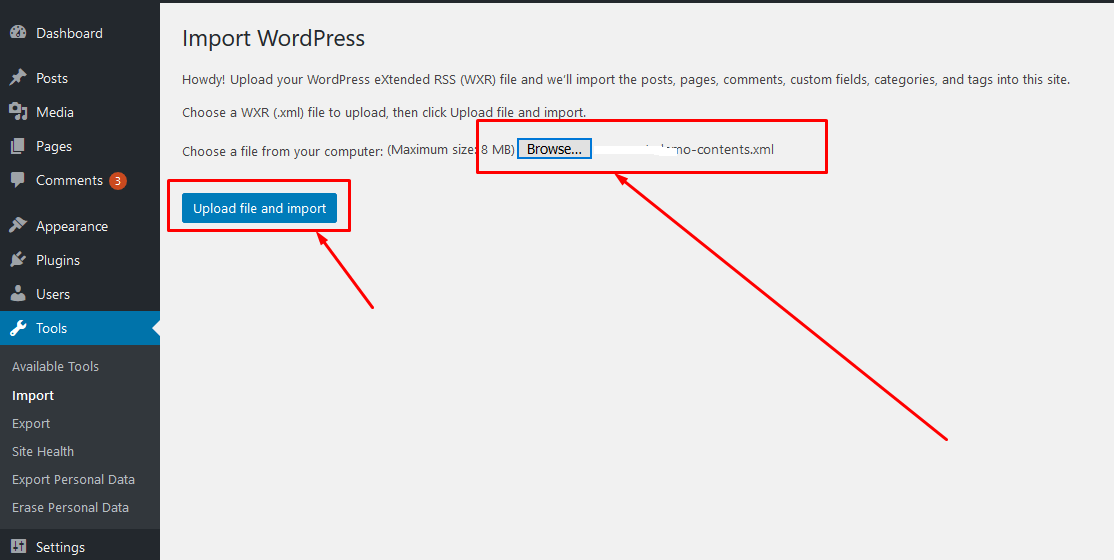 Dashboard
Posts
Media
Pages
Comments 3
Appearance
Plugins
Users
Tools
Available Tools
Import
Export
Site Health
Export Personal Data
Erase Personal Data
Settings
Import WordPress
Howdy! Upload your WordPress eXtended RSS (WXR) file and we'll import the posts, pages, comments, custom fields, categories, and tags into this site.
Choose a WXR (.xml) file to upload, then click Upload file and import.
Choose a file from your computer: (Maximum size: 8 MB) Browse... emo-contents.xml
Upload file and import